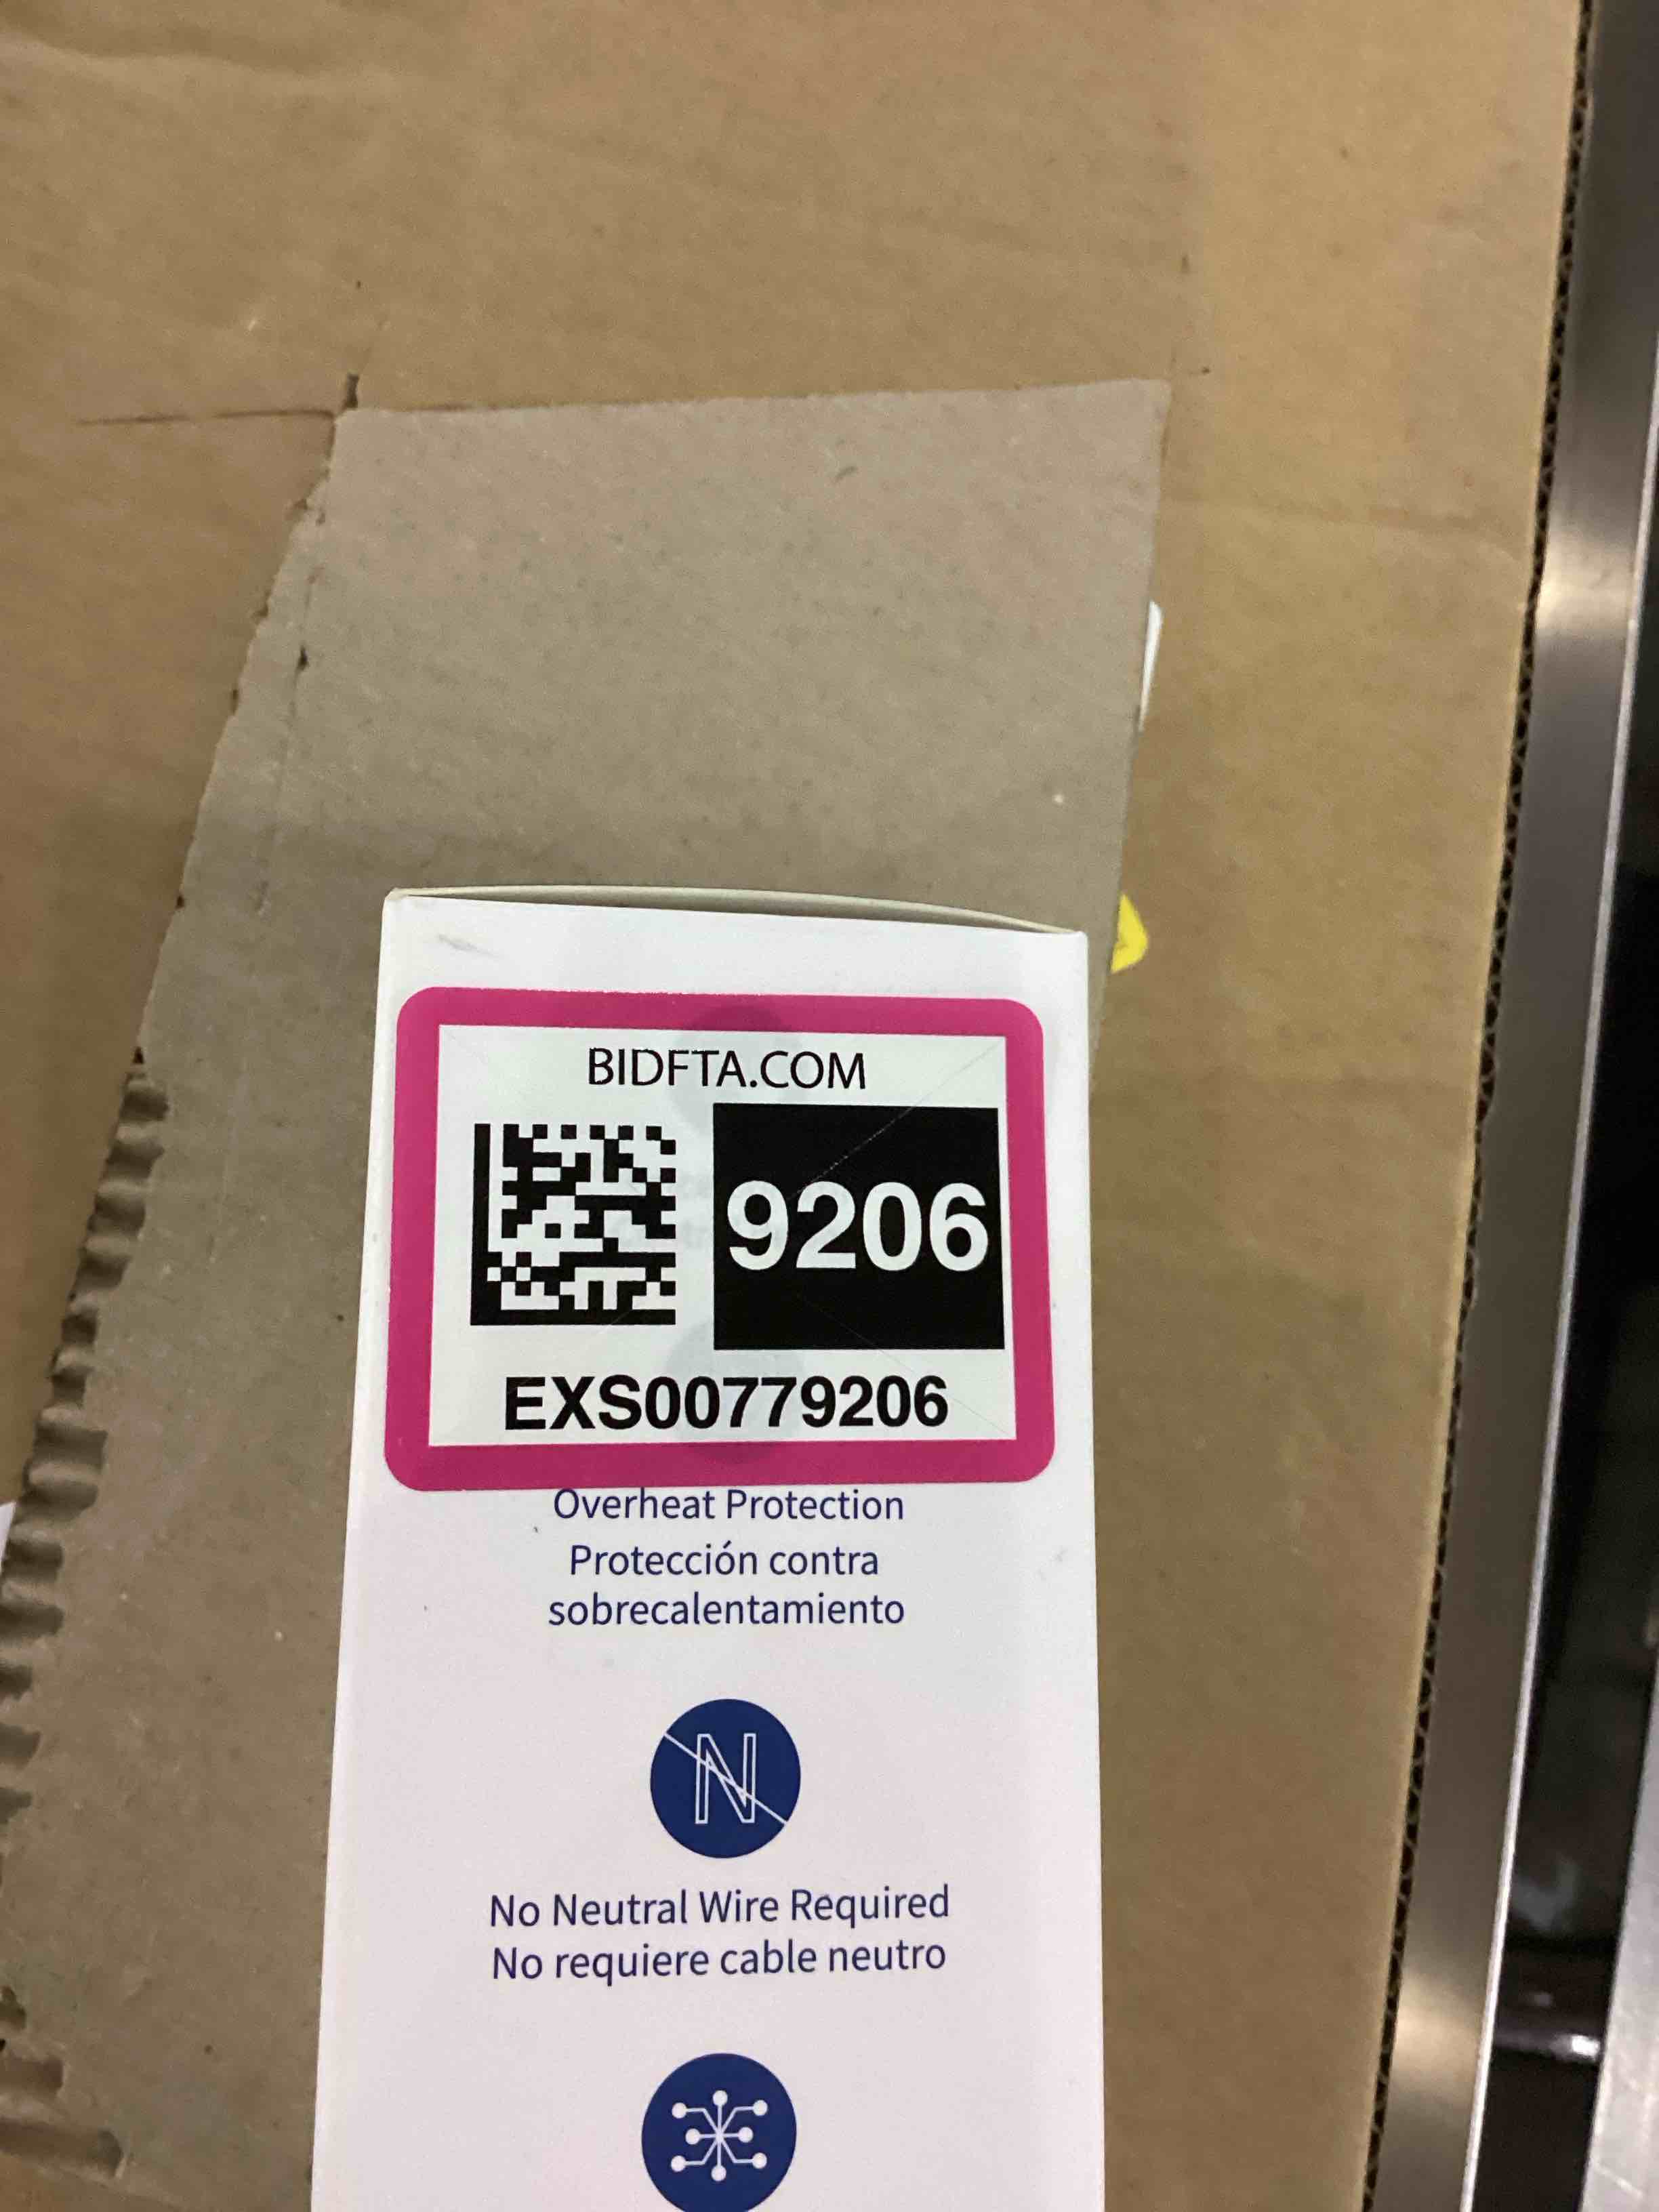 BIDFTA.COM
9206
EXS00779206
Overheat Protection
Protección contra
sobrecalentamiento
N
No Neutral Wire Required
No requiere cable neutro